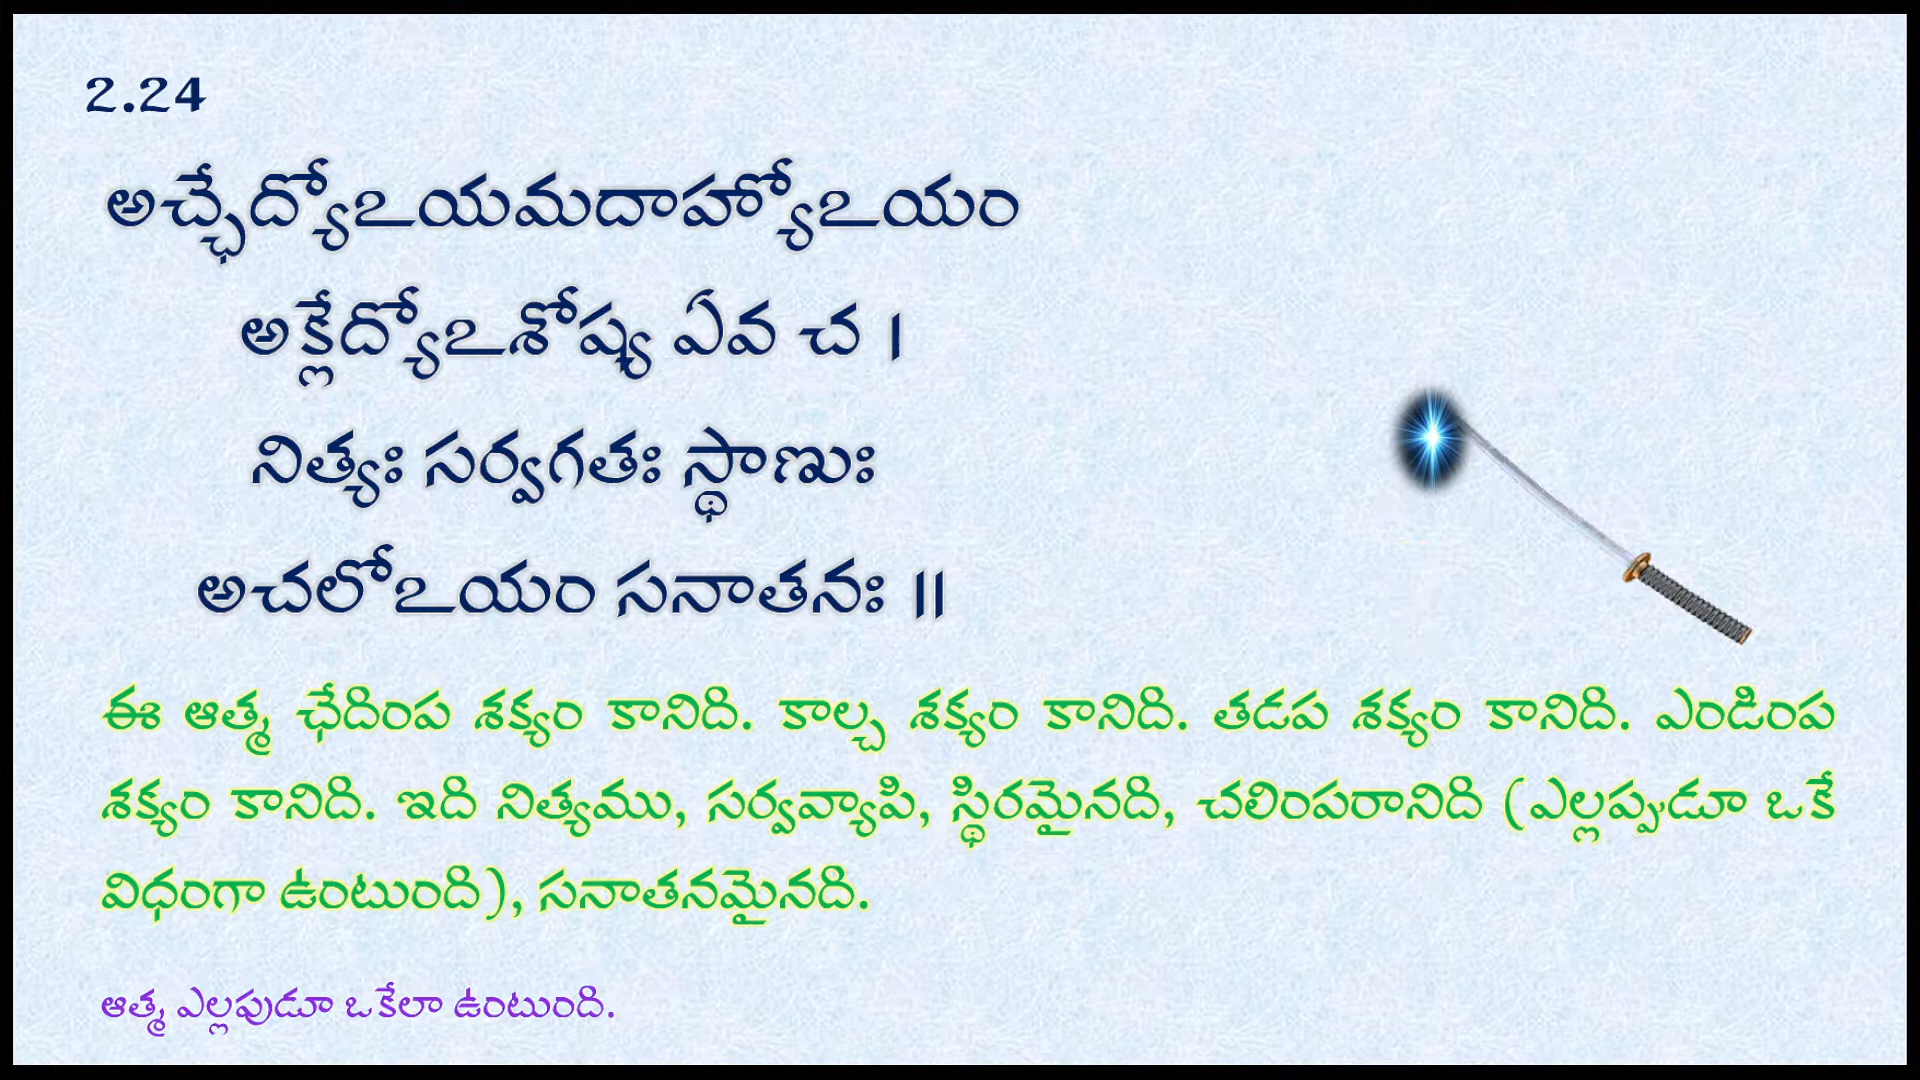 2.24
అచ్ఛేద్యోఽయమదాహ్యోఽయం
అక్లేద్యోఽశోష్య ఏవ చ ।
నిత్యః సర్వగతః స్థాణుః
అచలోఽయం సనాతనః ॥
ఈ ఆత్మ ఛేదింప శక్యం కానిది. కాల్చ శక్యం కానిది. తడప శక్యం కానిది. ఎండింప
శక్యం కానిది. ఇది నిత్యము, సర్వవ్యాపి, స్థిరమైనది, చలింపరానిది (ఎల్లప్పుడూ ఒకే
విధంగా ఉంటుంది), సనాతనమైనది.
ఆత్మ ఎల్లపుడూ ఒకేలా ఉంటుంది.